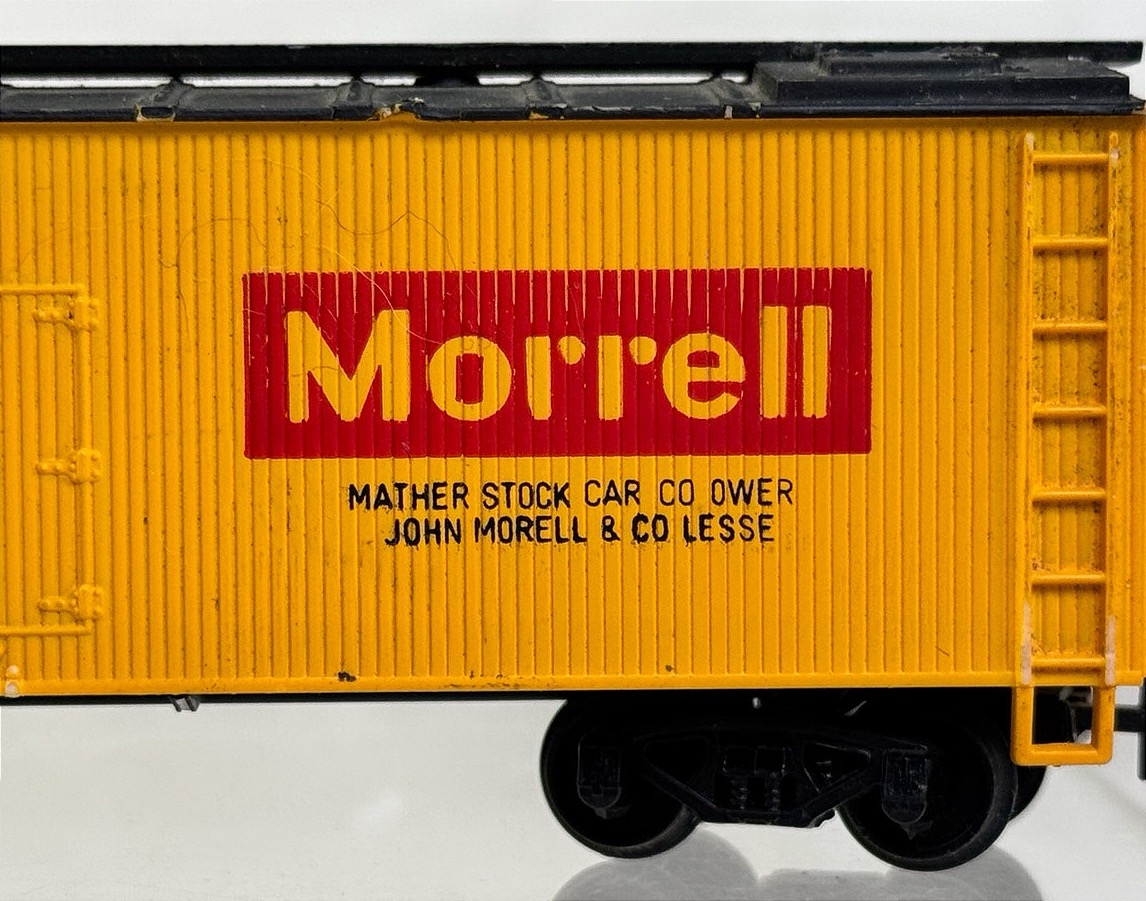 Morrell
MATHER STOCK CAR CO OWER
JOHN MORELL & CO LESSE